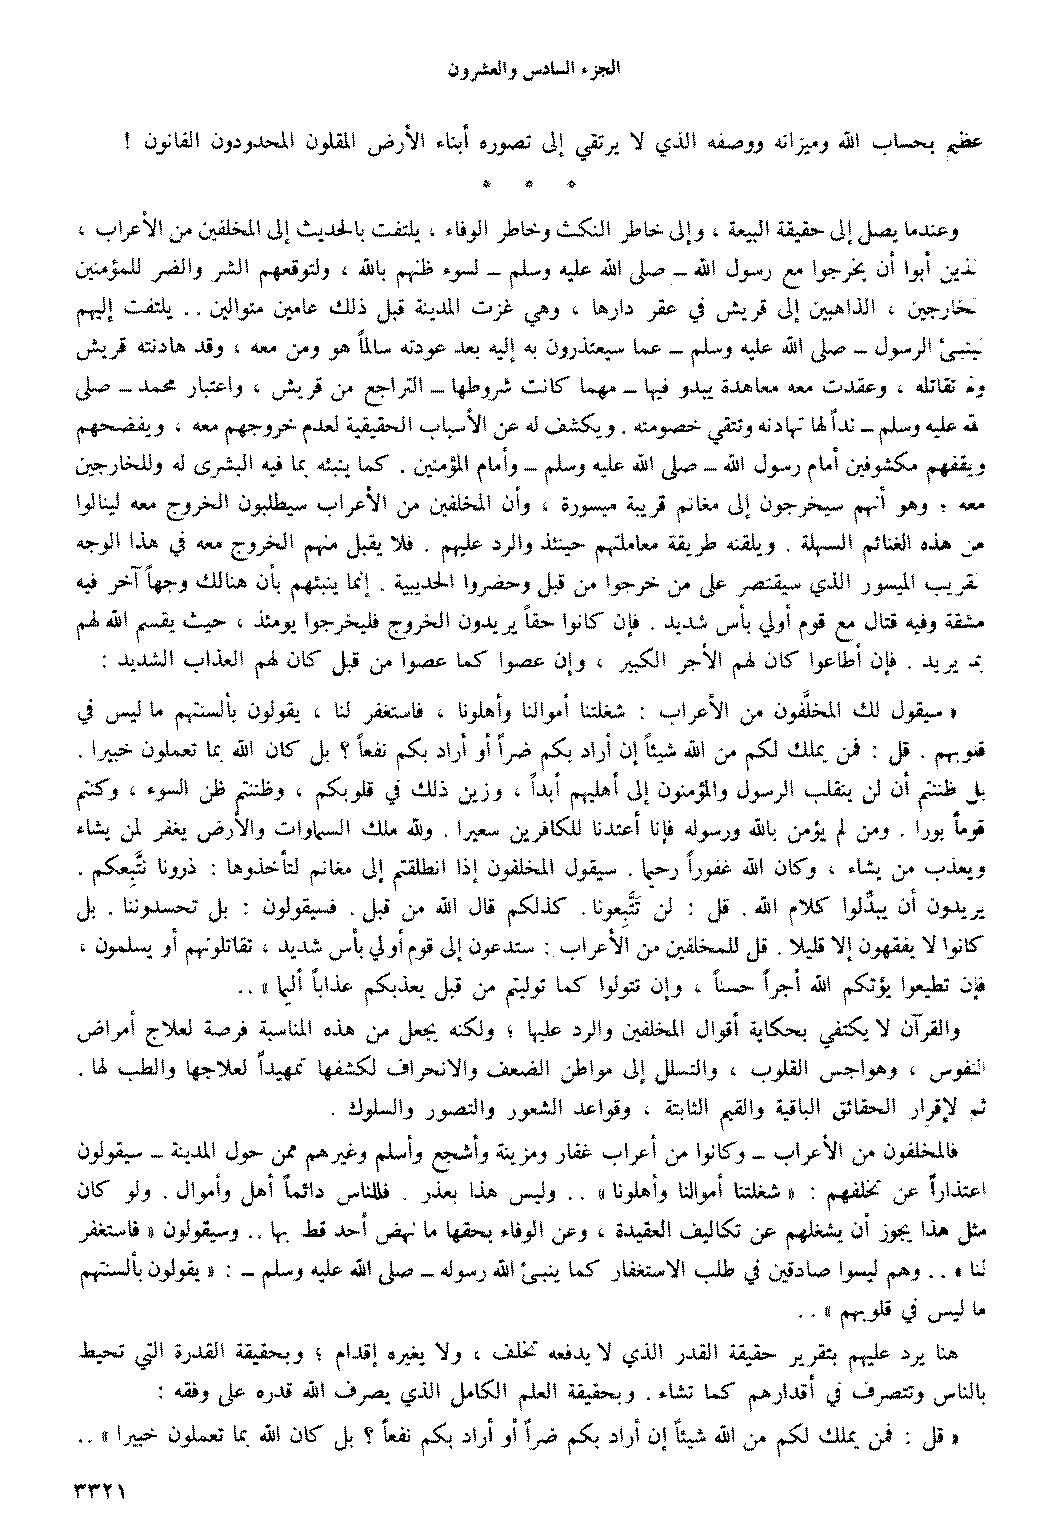 الجزء السادس والعشرون
عظيم بحساب الله وميزانه ووصفه الذي لا يرتقي إلى تصوره أبناء الأرض المقلون المحدودون القانون !
* * *
وعندما يصل إلى حقيقة البيعة ، وإلى خاطر النكث وخاطر الوفاء ، يلتفت بالحديث إلى المخلفين من الأعراب ،
أبوا أن يخرجوا مع رسول الله – صلى الله عليه وسلم – لسوء ظنهم بالله ، ولتوقعهم الشر والضر للمؤمنين
الذاهبين إلى قريش في عقر دارها ، وهي غزت المدينة قبل ذلك عامين متوالين .. يلتفت إليهم
الرسول – صلى الله عليه وسلم – عما سيعتذرون به إليه بعد عودته سالماً هو ومن معه ، وقد هادنته قريش
تقاتله ، وعقدت معه معاهدة يبدو فيها – مهما كانت شروطها – التراجع من قريش ، واعتبار محمد – صلى
عليه وسلم – نداً لها تهادنه وتتقي خصومته . ويكشف له عن الأسباب الحقيقية لعدم خروجهم معه ، ويفضحهم
ويقفهم مكشوفين أمام رسول الله – صلى الله عليه وسلم – وأمام المؤمنين . كما ينبئه بما فيه البشرى له وللخارجين
معه ؛ وهو أنهم سيخرجون إلى مغانم قريبة ميسورة ، وأن المخلفين من الأعراب سيطلبون الخروج معه لينالوا
من هذه الغنائم السهلة . ويلقنه طريقة معاملتهم حينئذ والرد عليهم . فلا يقبل منهم الخروج معه في هذا الوجه
الميسور الذي سيقتصر على من خرجوا من قبل وحضروا الحديبية . إنما ينبئهم بأن هنالك وجهاً آخر فيه
مشقة وفيه قتال مع قوم أولي بأس شديد . فإن كانوا حقاً يريدون الخروج فليخرجوا يومئذ ، حيث يقسم الله لهم
يريد . فإن أطاعوا كان لهم الأجر الكبير ، وإن عصوا كما عصوا من قبل كان لهم العذاب الشديد :
« سيقول لك المخلَّفون من الأعراب : شغلتنا أموالنا وأهلونا ، فاستغفر لنا ، يقولون بألسنتهم ما ليس في
قلوبهم . قل : فمن يملك لكم من الله شيئاً إن أراد بكم ضراً أو أراد بكم نفعاً ؟ بل كان الله بما تعملون خبيرا .
بل ظننتم أن لن ينقلب الرسول والمؤمنون إلى أهليهم أبداً ، وزين ذلك في قلوبكم ، وظننتم ظن السوء ، وكنتم
قوماً بورا . ومن لم يؤمن بالله ورسوله فإنا أعتدنا للكافرين سعيرا . ولله ملك السماوات والأرض يغفر لمن يشاء
ويعذب من يشاء ، وكان الله غفوراً رحيما . سيقول المخلفون إذا انطلقتم إلى مغانم لتأخذوها : ذرونا نتَّبِعكم .
يريدون أن يبدِّلوا كلام الله . قل : لن تتَّبِعونا . كذلكم قال الله من قبل . فسيقولون : بل تحسدوننا . بل
كانوا لا يفقهون إلا قليلا . قل للمخلفين من الأعراب : ستدعون إلى قوم أولي بأس شديد ، تقاتلونهم أو يسلمون ،
فإن تطيعوا يؤتكم الله أجراً حسناً ، وإن تتولوا كما توليتم من قبل يعذبكم عذاباً أليما » ..
والقرآن لا يكتفي بحكاية أقوال المخلفين والرد عليها ؛ ولكنه يجعل من هذه المناسبة فرصة لعلاج أمراض
النفوس ، وهواجس القلوب ، والتسلل إلى مواطن الضعف والانحراف لكشفها تمهيداً لعلاجها والطب لها .
ثم لإقرار الحقائق الباقية والقيم الثابتة ، وقواعد الشعور والتصور والسلوك .
فالمخلفون من الأعراب – وكانوا من أعراب غفار ومزينة وأشجع وأسلم وغيرهم ممن حول المدينة – سيقولون
اعتذاراً عن تخلفهم : « شغلتنا أموالنا وأهلونا » .. وليس هذا بعذر . فللناس دائماً أهل وأموال . ولو كان
مثل هذا يجوز أن يشغلهم عن تكاليف العقيدة ، وعن الوفاء بحقها ما نهض أحد قط بها .. وسيقولون « فاستغفر
لنا » .. وهم ليسوا صادقين في طلب الاستغفار كما ينبئ الله رسوله – صلى الله عليه وسلم – : « يقولون بألسنتهم
ما ليس في قلوبهم » ..
هنا يرد عليهم بتقرير حقيقة القدر الذي لا يدفعه تخلف ، ولا يغيره إقدام ؛ وبحقيقة القدرة التي تحيط
بالناس وتتصرف في أقدارهم كما تشاء . وبحقيقة العلم الكامل الذي يصرف الله قدره على وفقه :
« قل : فمن يملك لكم من الله شيئاً إن أراد بكم ضراً أو أراد بكم نفعاً ؟ بل كان الله بما تعملون خبيرا » ..
٣٣٢١